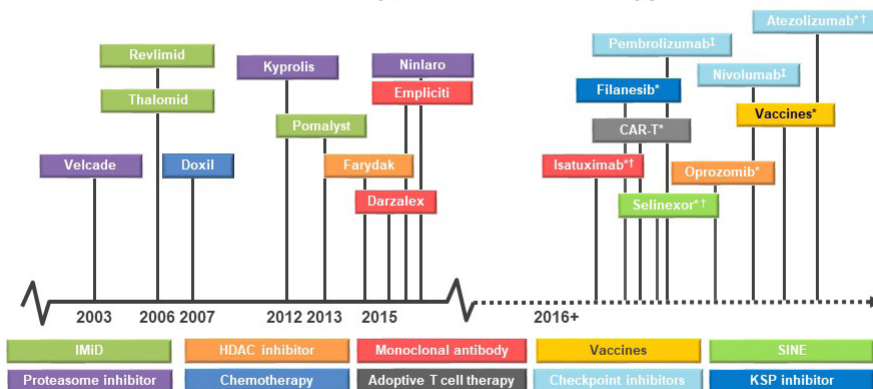 Atezolizumab*†
Revlimid
Pembrolizumab‡
Kyprolis
Ninlaro
Nivolumab‡
Thalomid
Empliciti
Filanesib*
Vaccines*
Pomalyst
CAR-T*
Velcade
Doxil
Farydak
Isatuximab*†
Oprozomib*
Darzalex
Selinexor*†
2003
2006
2007
2012
2013
2015
2016+
IMiD
HDAC inhibitor
Monoclonal antibody
Vaccines
SINE
Proteasome inhibitor
Chemotherapy
Adoptive T cell therapy
Checkpoint inhibitors
KSP inhibitor